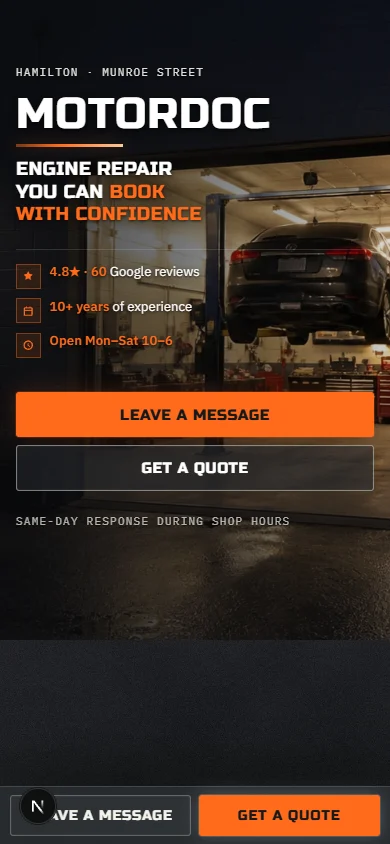 HAMILTON · MUNROE STREET
MOTORDOC
ENGINE REPAIR
YOU CAN BOOK
WITH CONFIDENCE
4.8★ · 60 Google reviews
10+ years of experience
Open Mon–Sat 10–6
LEAVE A MESSAGE
GET A QUOTE
SAME-DAY RESPONSE DURING SHOP HOURS
N
AVE A MESSAGE
GET A QUOTE